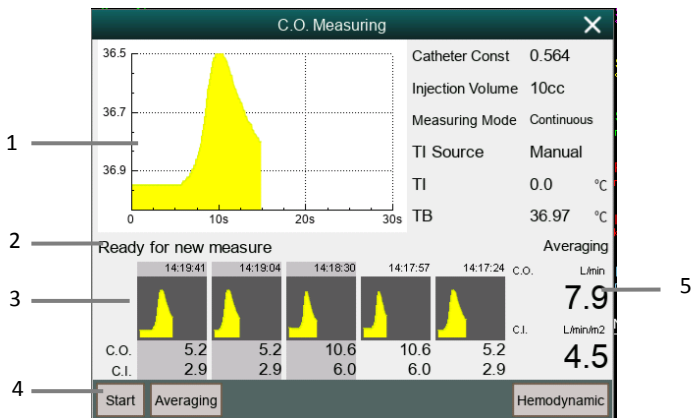 C.O. Measuring
36.5
36.7
36.9
0 10s 20s 30s
Catheter Const 0.564
Injection Volume 10cc
Measuring Mode Continuous
TI Source Manual
TI 0.0 °C
TB 36.97 °C
1
2
Ready for new measure
Averaging
14:19:41 14:19:04 14:18:30 14:17:57 14:17:24
C.O. L/min
7.9
5
3
C.I. L/min/m2
4.5
C.O. 5.2 5.2 10.6 10.6 5.2
C.I. 2.9 2.9 6.0 6.0 2.9
4
Start Averaging Hemodynamic